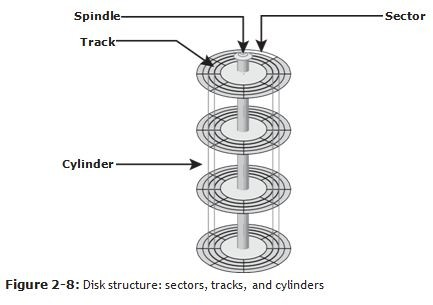 Spindle
Sector
Track
Cylinder
Figure 2-8: Disk structure: sectors, tracks, and cylinders